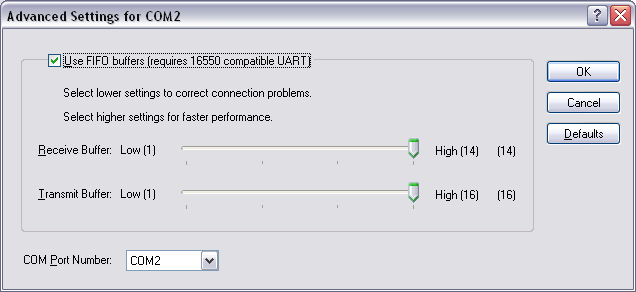 Advanced Settings for COM2
Use FIFO buffers (requires 16550 compatible UART)
OK
Select lower settings to correct connection problems.
Cancel
Select higher settings for faster performance.
Defaults
Receive Buffer: Low (1) High (14) (14)
Transmit Buffer: Low (1) High (16) (16)
COM Port Number: COM2